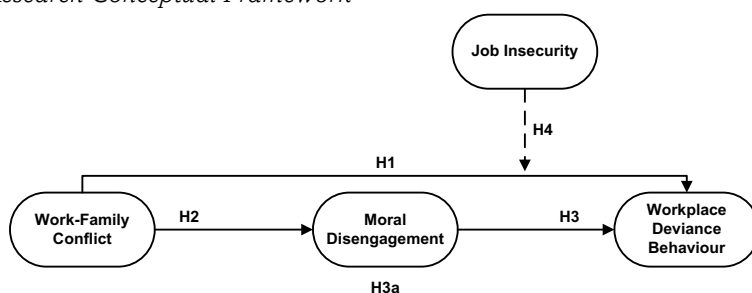 Research Conceptual Framework
Job Insecurity
H4
H1
Work-Family
Conflict
H2
Moral
Disengagement
H3
Workplace
Deviance
Behaviour
H3a